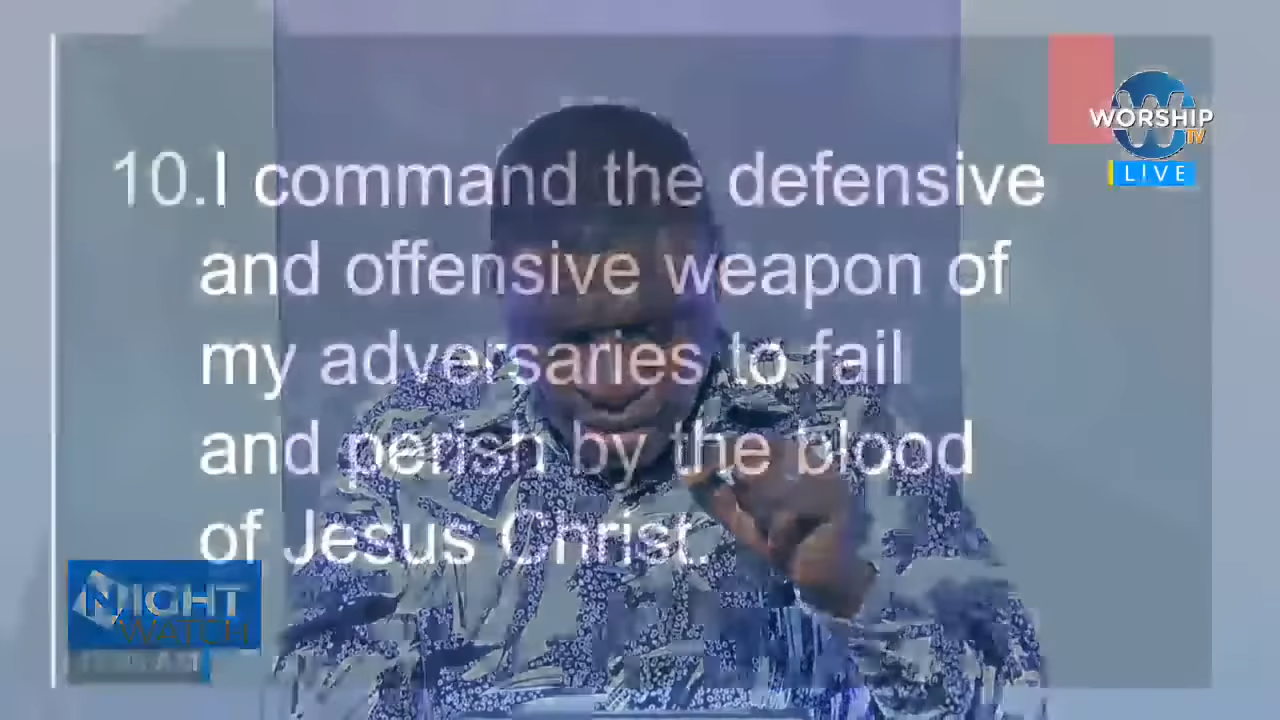 WORSHIP
TV
LIVE
10.I command the defensive
and offensive weapon of
my adversaries to fail
and perish by the blood
of Jesus Christ.
NIGHT
WATCH